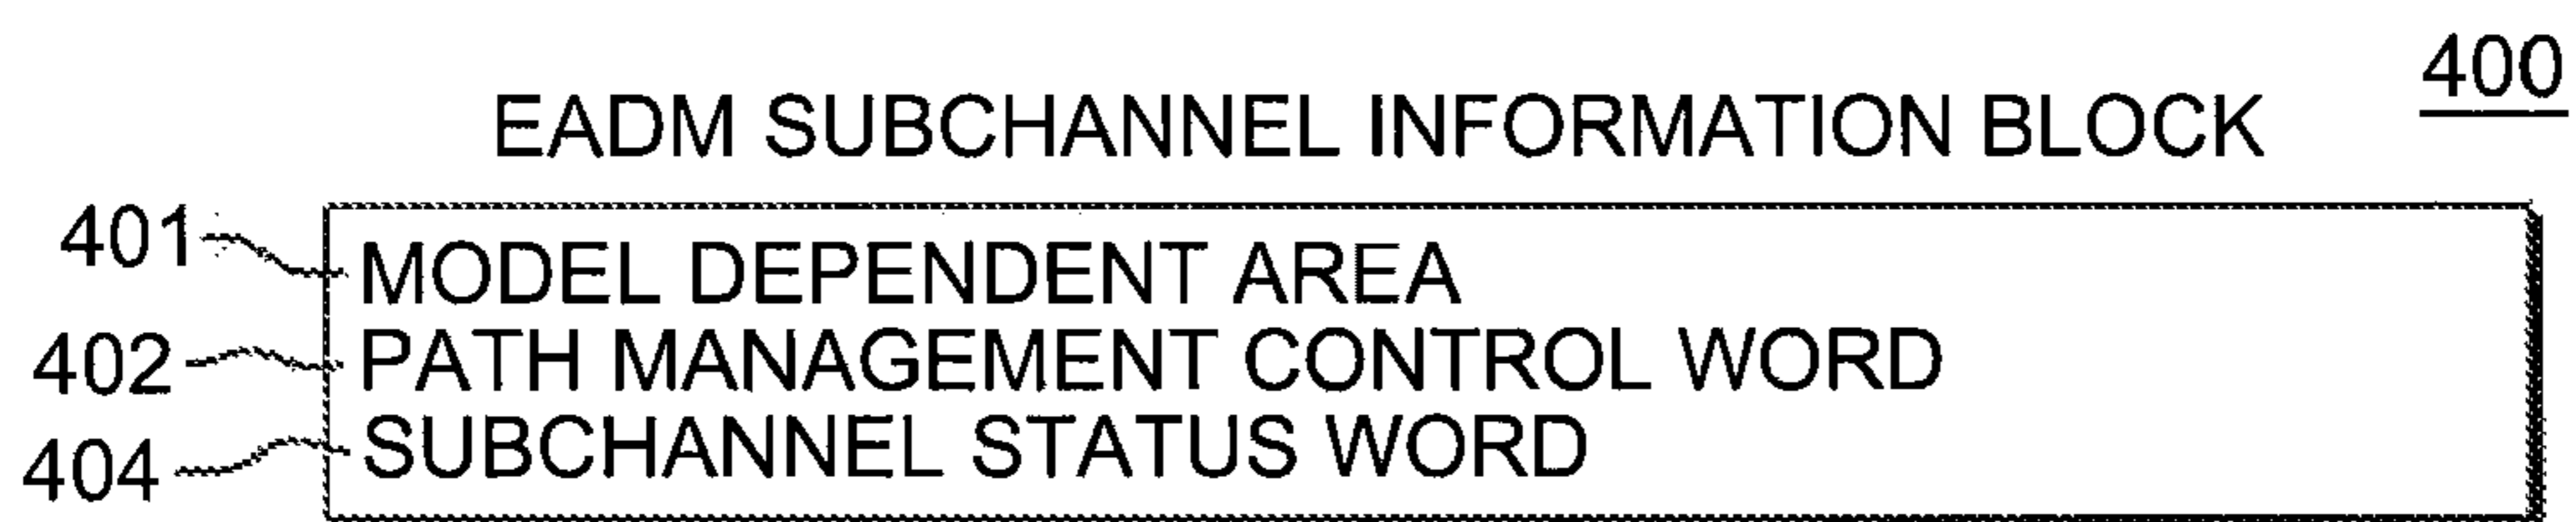 400
EADM SUBCHANNEL INFORMATION BLOCK
401 MODEL DEPENDENT AREA
402 PATH MANAGEMENT CONTROL WORD
404 SUBCHANNEL STATUS WORD